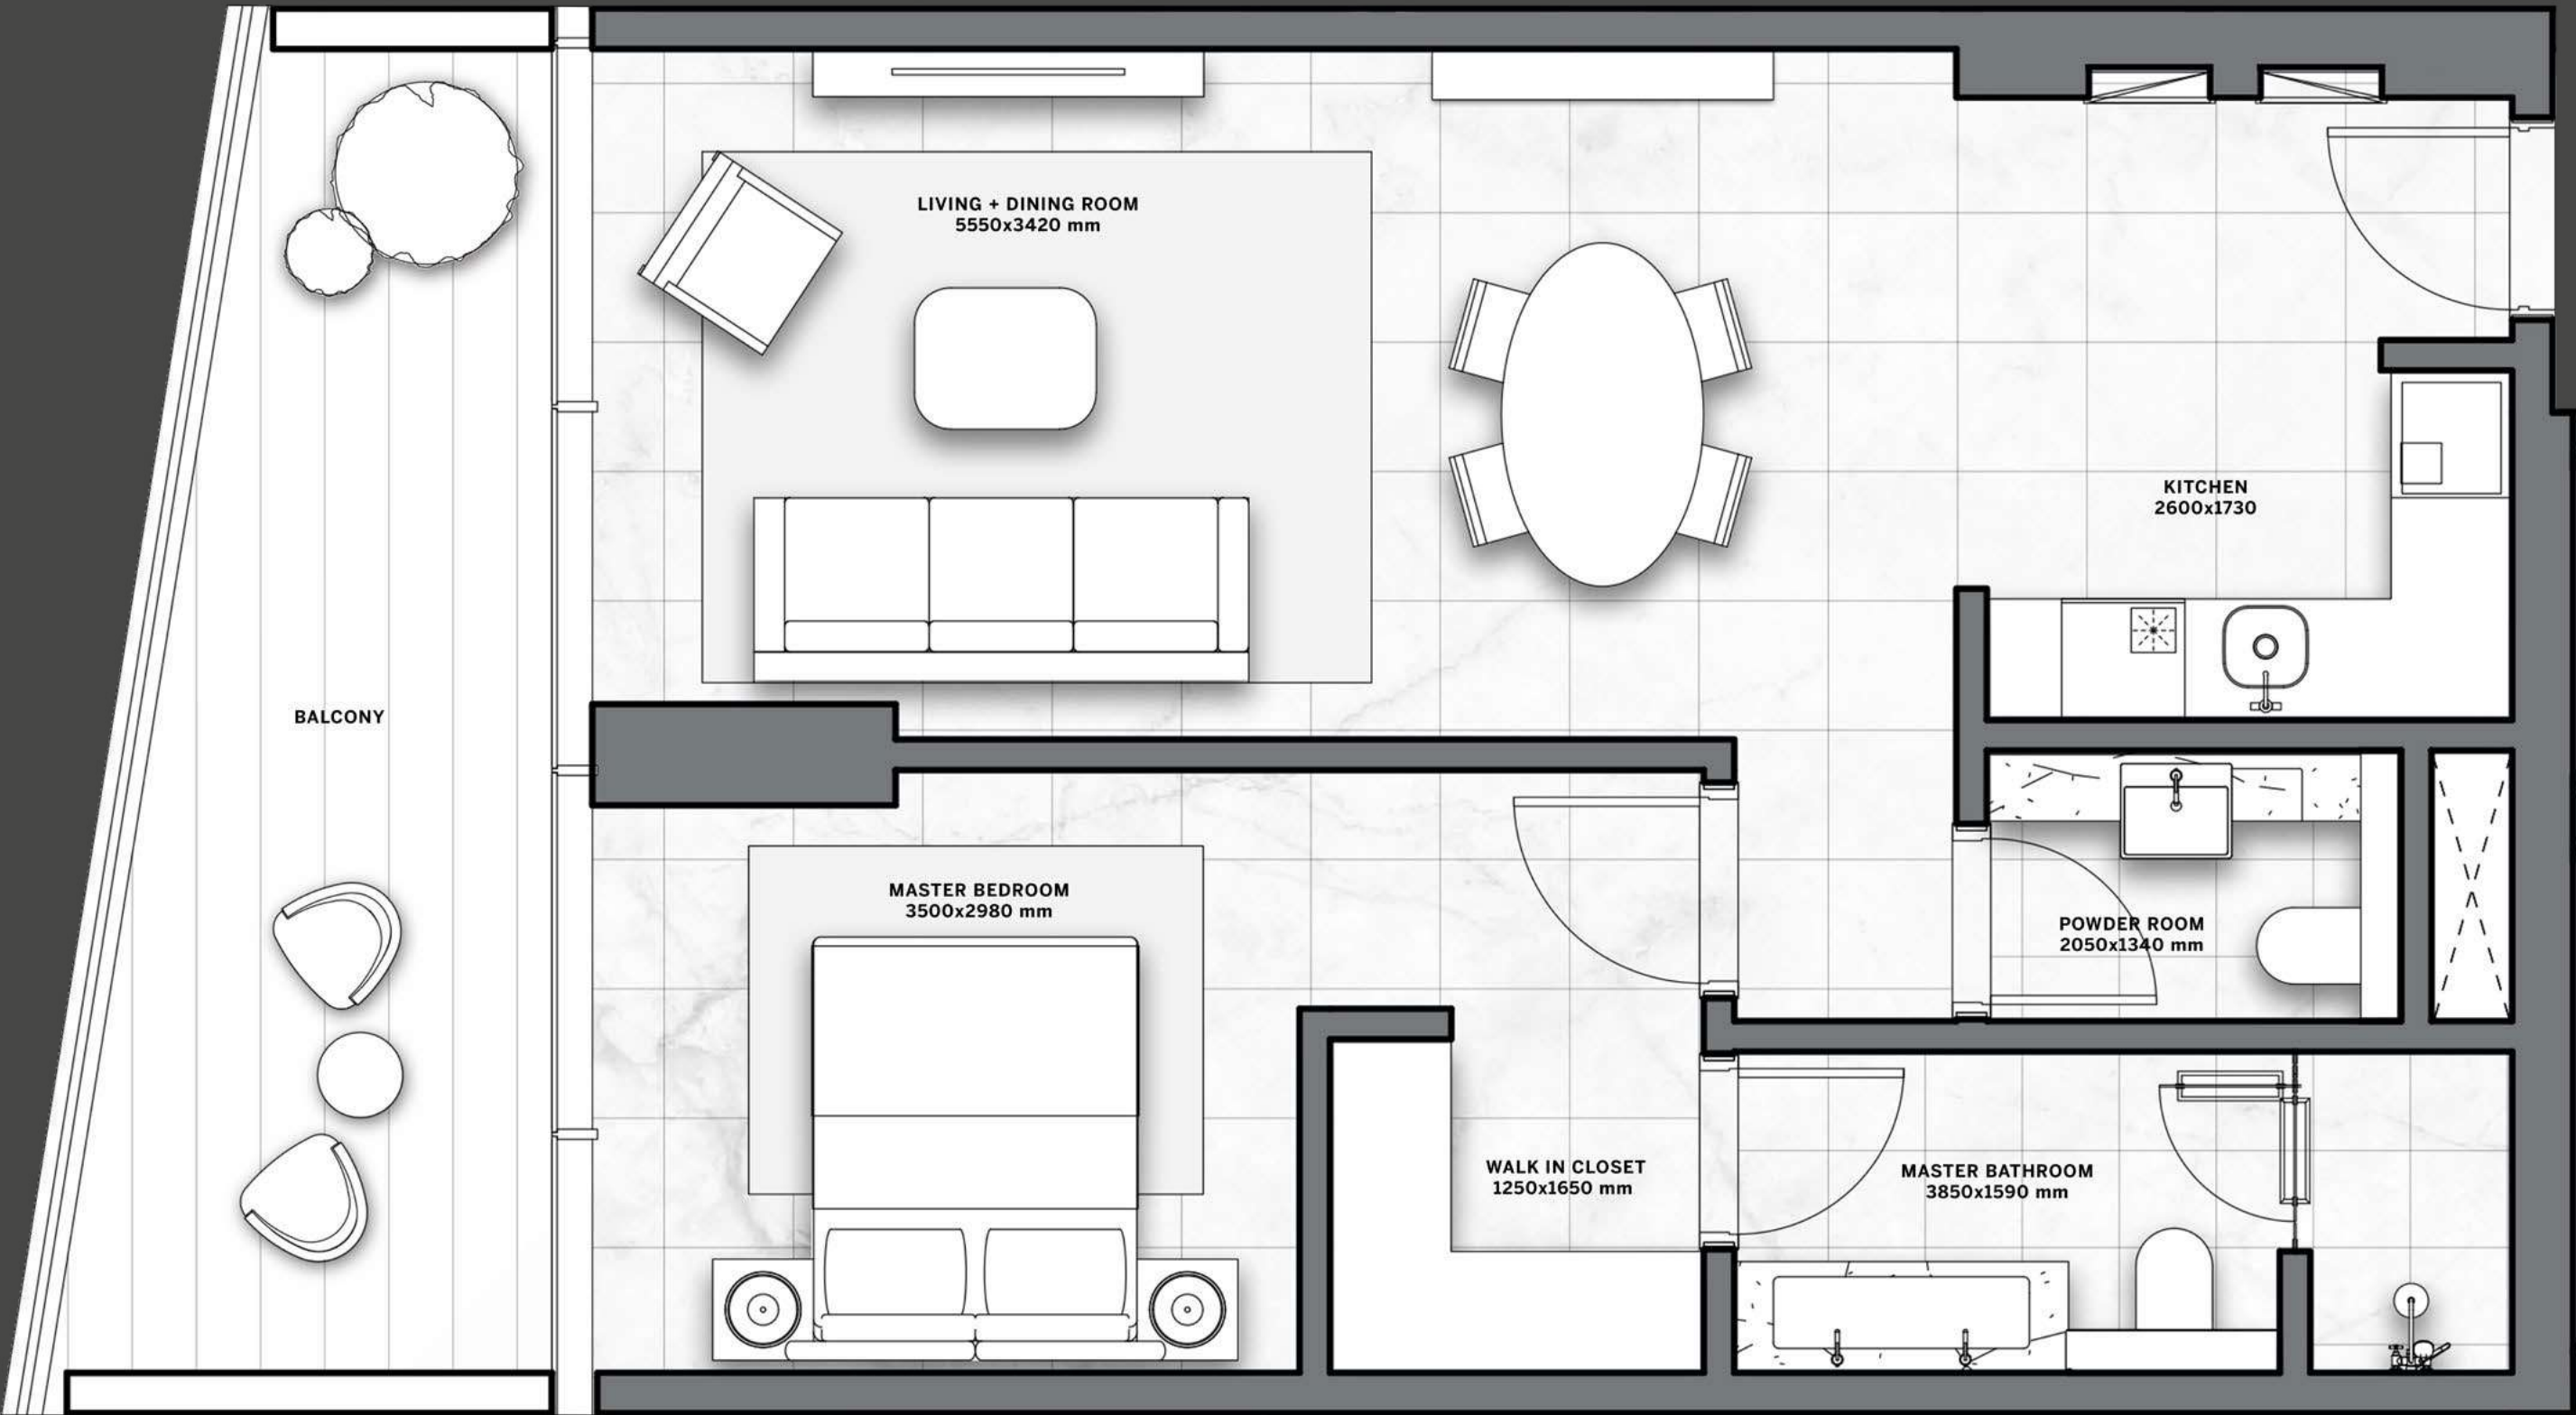 LIVING + DINING ROOM
5550x3420 mm
KITCHEN
2600x1730
BALCONY
MASTER BEDROOM
3500x2980 mm
POWDER ROOM
2050x1340 mm
WALK IN CLOSET
1250x1650 mm
MASTER BATHROOM
3850x1590 mm